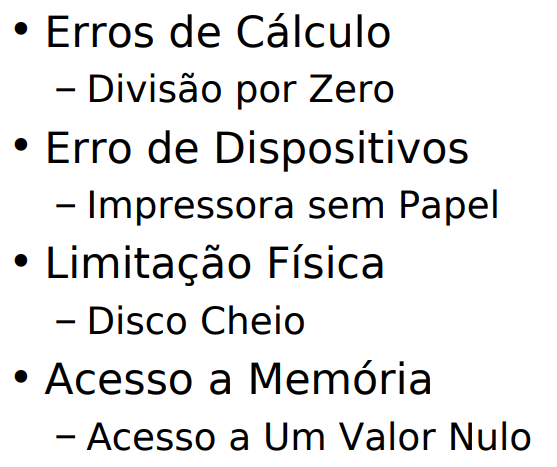 • Erros de Cálculo
– Divisão por Zero
• Erro de Dispositivos
– Impressora sem Papel
• Limitação Física
– Disco Cheio
• Acesso a Memória
– Acesso a Um Valor Nulo